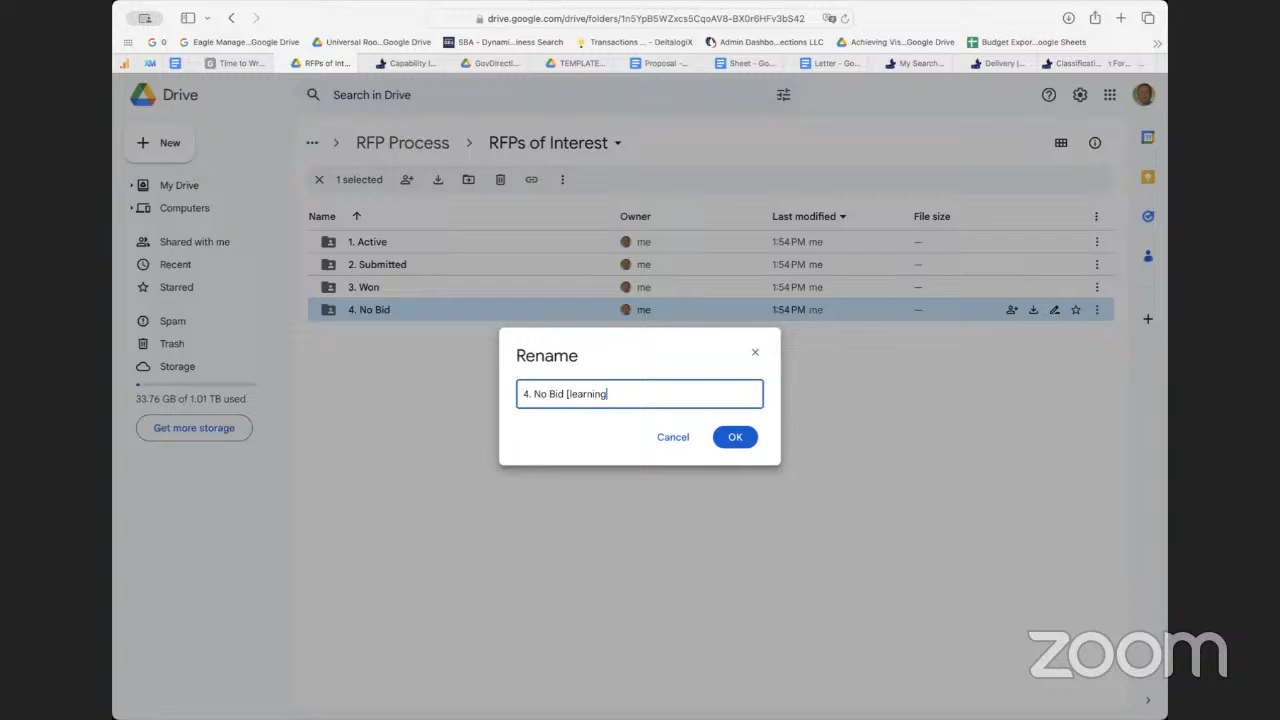 drive.google.com/drive/folders/1n5YpB5WZxcs5CqoAV8-BX0r6HFv3bS42
G 0
G Eagle Manage...Google Drive
Universal Roo...Google Drive
SBA - Dynami...iness Search
Transactions ... - DeltalogiX
Admin Dashbo...ections LLC
Achieving Vis...Google Drive
Budget Expor...oogle Sheets
XM
G Time to Wr...
RFPs of Int...
Capability I...
GovDirecti...
TEMPLATE...
Proposal -...
Sheet - Go...
Letter - Go...
My Search...
Delivery |...
Classificati...
1 For...
Drive
Search in Drive
New
RFP Process
RFPs of Interest
1 selected
My Drive
Computers
Shared with me
Recent
Starred
Spam
Trash
Storage
33.76 GB of 1.01 TB used
Get more storage
Name Owner Last modified File size
1. Active me 1:54 PM me —
2. Submitted me 1:54 PM me —
3. Won me 1:54 PM me —
4. No Bid me 1:54 PM me —
Rename
4. No Bid [learning
Cancel OK
zoom